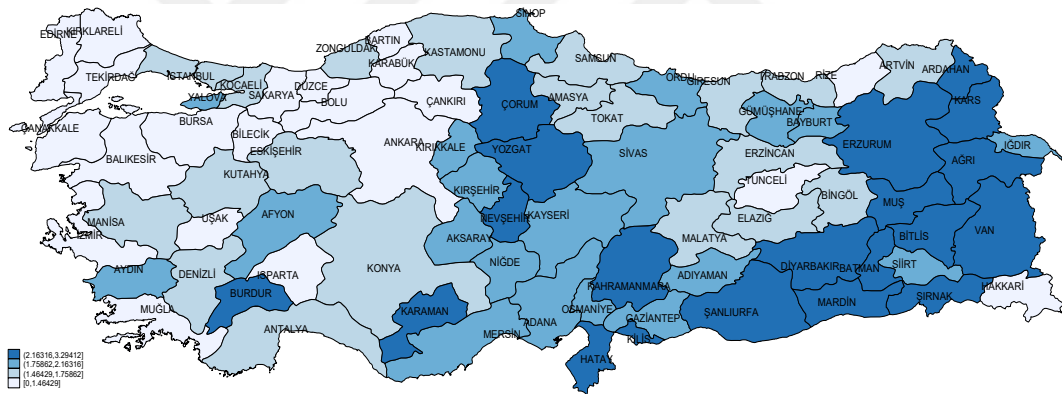 SİNOP
EDİRNE
KIRKLARELİ
BARTIN
ZONGULDAK
KASTAMONU
KARABÜK
SAMSUN
ARTVİN
ARDAHAN
TEKİRDAĞ
İSTANBUL
KOCAELİ
YALOVA
SAKARYA
DÜZCE
BOLU
ÇANKIRI
ÇORUM
AMASYA
ORDU
GİRESUN
TRABZON
RİZE
KARS
ÇANAKKALE
BURSA
BİLECİK
TOKAT
GÜMÜŞHANE
BAYBURT
ERZURUM
IĞDIR
BALIKESİR
ESKİŞEHİR
ANKARA
KIRIKKALE
YOZGAT
SİVAS
ERZİNCAN
AĞRI
KUTAHYA
KIRŞEHİR
TUNCELİ
BİNGÖL
MUŞ
MANİSA
UŞAK
AFYON
NEVŞEHİR
KAYSERİ
ELAZIG
İZMİR
AKSARAY
MALATYA
BİTLİS
VAN
AYDIN
DENİZLİ
ISPARTA
KONYA
NİĞDE
ADIYAMAN
DİYARBAKIR
BATMAN
SİİRT
HAKKARİ
BURDUR
KAHRAMANMARA
MUĞLA
KARAMAN
OSMANİYE
GAZİANTEP
ŞANLIURFA
MARDİN
ŞIRNAK
ANTALYA
MERSİN
ADANA
KİLİS
HATAY
(2.16316,3.29412]
(1.75862,2.16316]
(1.46429,1.75862]
[0,1.46429]